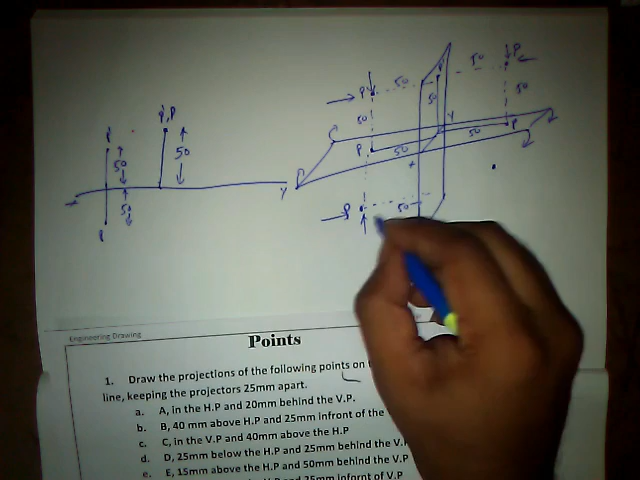 P'
50
50
P
P',P
50
X
Y
P
50
50
P
50
P
50
50
Y
50
P
50
X
P
50
Engineering Drawing
Points
1. Draw the projections of the following points on
line, keeping the projectors 25mm apart.
a. A, in the H.P and 20mm behind the V.P.
b. B, 40 mm above H.P and 25mm infront of the
c. C, in the V.P and 40mm above the H.P
d. D, 25mm below the H.P and 25mm behind the V.P
e. E, 15mm above the H.P and 50mm behind the V.P